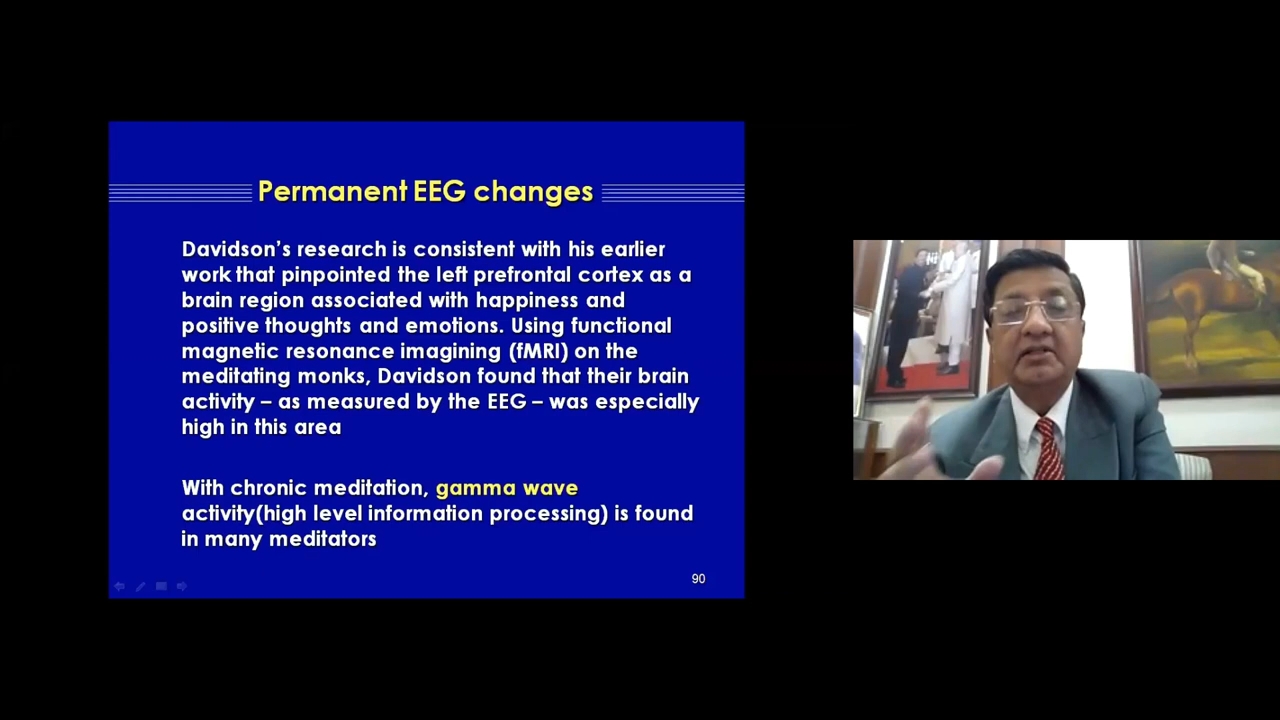 Permanent EEG changes
Davidson's research is consistent with his earlier
work that pinpointed the left prefrontal cortex as a
brain region associated with happiness and
positive thoughts and emotions. Using functional
magnetic resonance imagining (fMRI) on the
meditating monks, Davidson found that their brain
activity – as measured by the EEG – was especially
high in this area
With chronic meditation, gamma wave
activity(high level information processing) is found
in many meditators
90